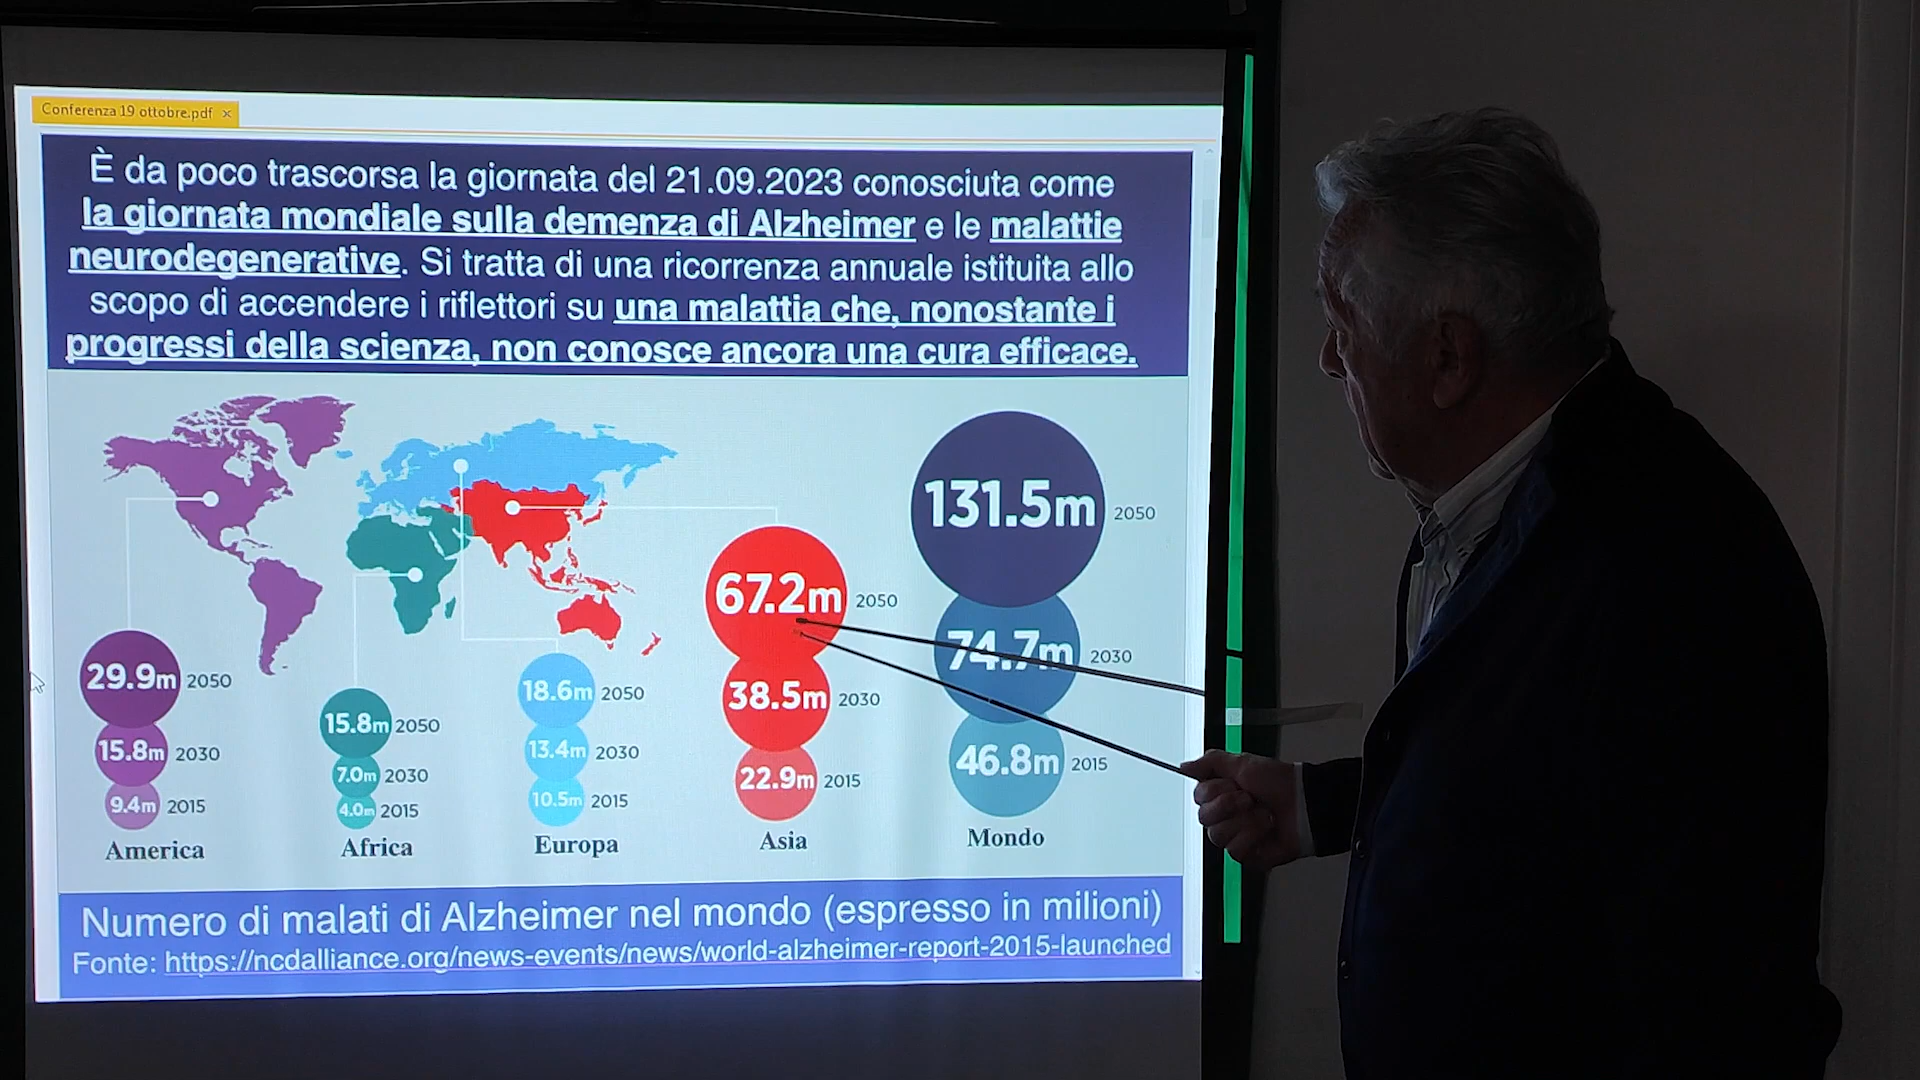 Conferenza 19 ottobre.pdf ×
È da poco trascorsa la giornata del 21.09.2023 conosciuta come
la giornata mondiale sulla demenza di Alzheimer e le malattie
neurodegenerative. Si tratta di una ricorrenza annuale istituita allo
scopo di accendere i riflettori su una malattia che, nonostante i
progressi della scienza, non conosce ancora una cura efficace.
29.9m 2050
15.8m 2030
9.4m 2015
America
15.8m 2050
7.0m 2030
4.0m 2015
Africa
18.6m 2050
13.4m 2030
10.5m 2015
Europa
67.2m 2050
38.5m 2030
22.9m 2015
Asia
131.5m 2050
74.7m 2030
46.8m 2015
Mondo
Numero di malati di Alzheimer nel mondo (espresso in milioni)
Fonte: https://ncdalliance.org/news-events/news/world-alzheimer-report-2015-launched